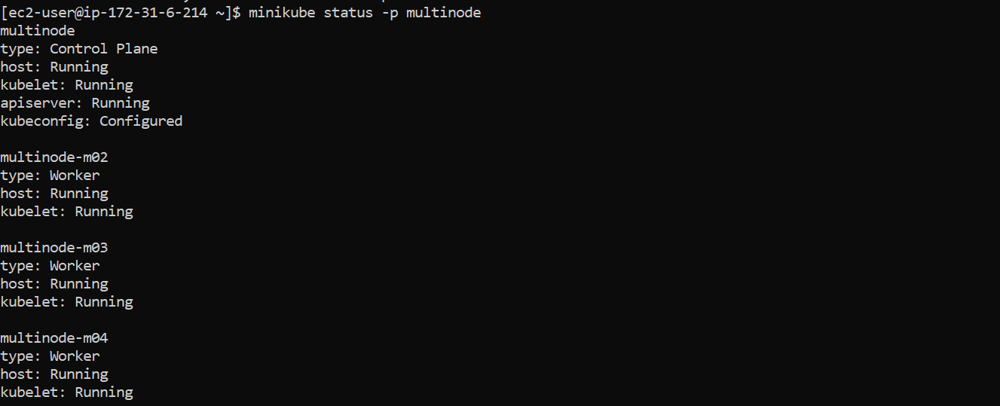 [ec2-user@ip-172-31-6-214 ~]$ minikube status -p multinode
multinode
type: Control Plane
host: Running
kubelet: Running
apiserver: Running
kubeconfig: Configured

multinode-m02
type: Worker
host: Running
kubelet: Running

multinode-m03
type: Worker
host: Running
kubelet: Running

multinode-m04
type: Worker
host: Running
kubelet: Running